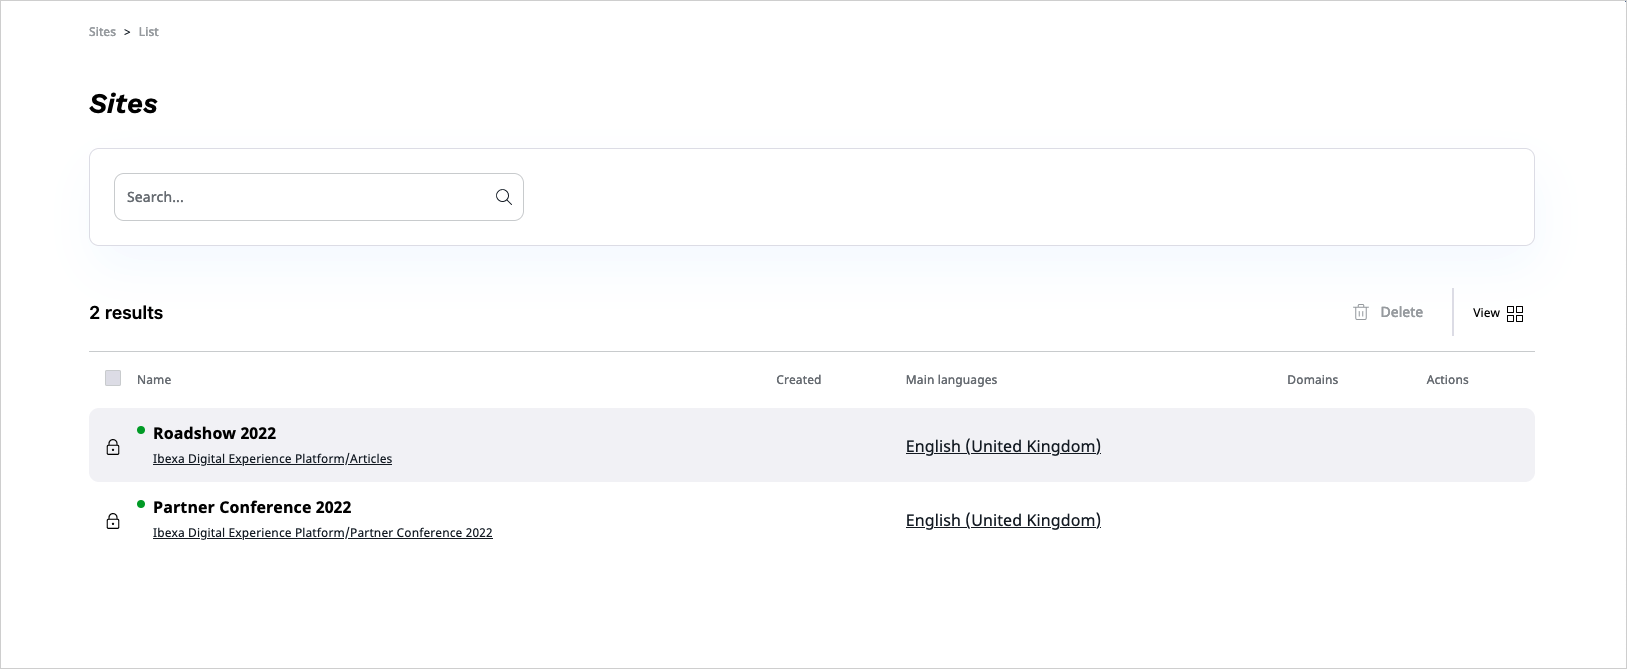 Sites > List
Sites
Search...
2 results
Delete
View
Name Created Main languages Domains Actions
Roadshow 2022
Ibexa Digital Experience Platform/Articles
English (United Kingdom)
Partner Conference 2022
Ibexa Digital Experience Platform/Partner Conference 2022
English (United Kingdom)